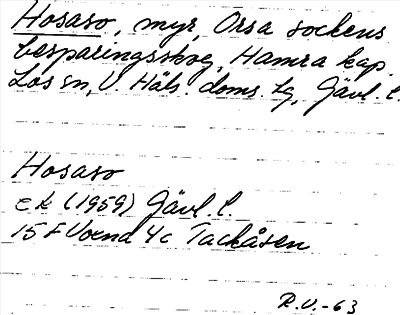 Hosaso, myr, Orsa sockens
besparingsskog, Hamra kap.
Los sn, V. Häls. doms. tg, Gävl. l.
Hosaso
ek (1959) Gävl. l.
15 F Voxna 4c Tackåsen
R.V.-63